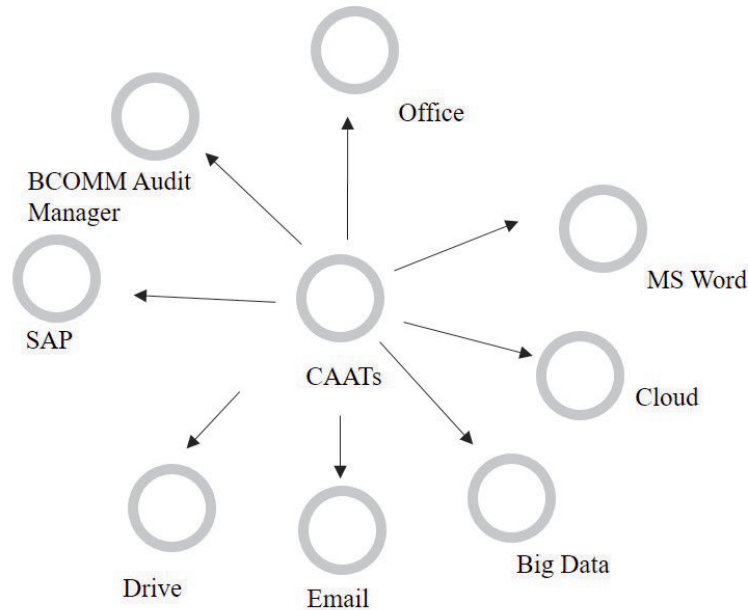 Office
BCOMM Audit
Manager
MS Word
SAP
CAATs
Cloud
Big Data
Drive
Email